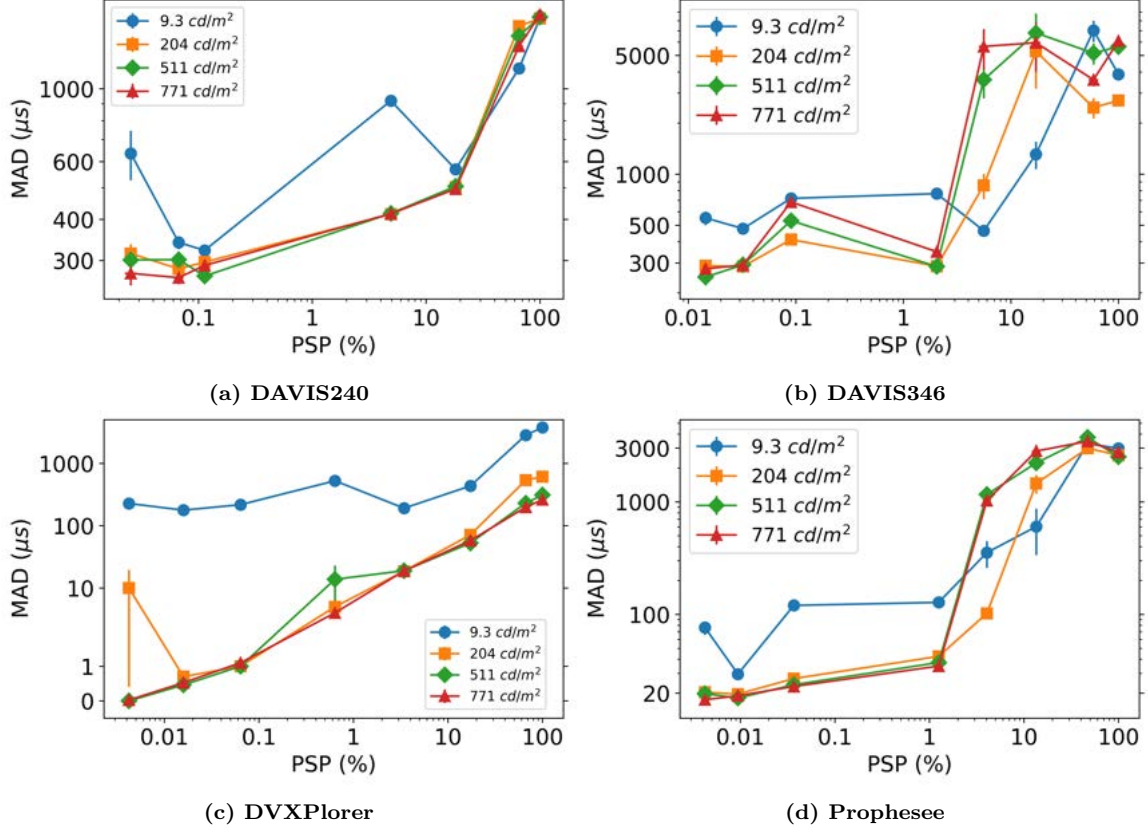 MAD (μs)
1000
600
400
300
9.3 cd/m²
204 cd/m²
511 cd/m²
771 cd/m²
0.1 1 10 100
PSP (%)
(a) DAVIS240
MAD (μs)
5000
1000
500
300
9.3 cd/m²
204 cd/m²
511 cd/m²
771 cd/m²
0.01 0.1 1 10 100
PSP (%)
(b) DAVIS346
MAD (μs)
1000
100
10
1
0
9.3 cd/m²
204 cd/m²
511 cd/m²
771 cd/m²
0.01 0.1 1 10 100
PSP (%)
(c) DVXPlorer
MAD (μs)
3000
1000
100
20
9.3 cd/m²
204 cd/m²
511 cd/m²
771 cd/m²
0.01 0.1 1 10 100
PSP (%)
(d) Prophesee